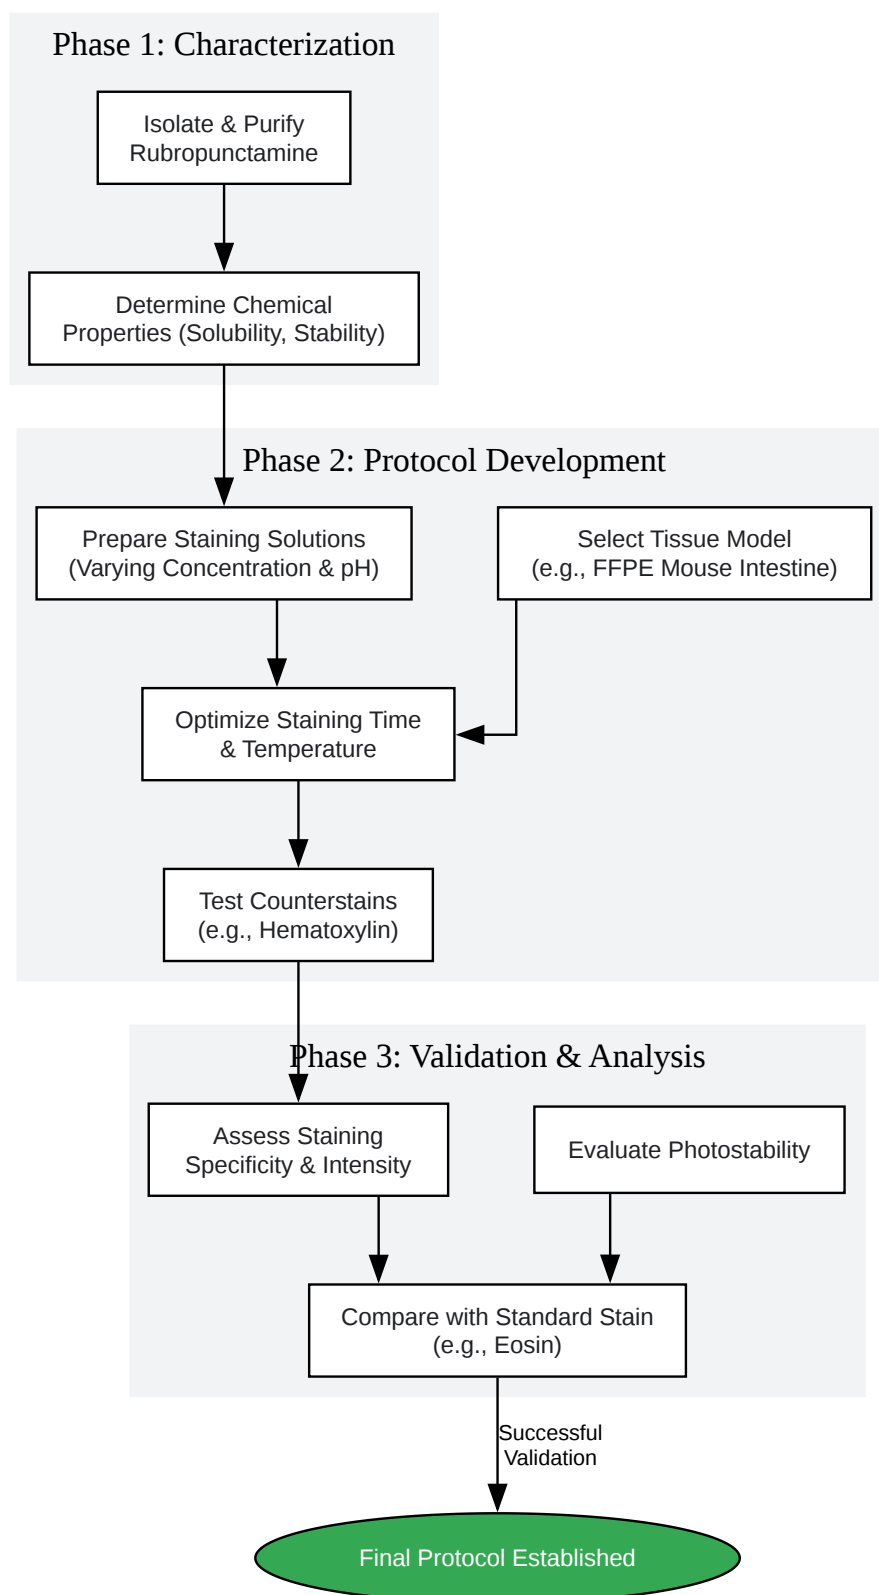 Phase 1: Characterization
Isolate & Purify
Rubropunctamine
Determine Chemical
Properties (Solubility, Stability)
Phase 2: Protocol Development
Prepare Staining Solutions
(Varying Concentration & pH)
Select Tissue Model
(e.g., FFPE Mouse Intestine)
Optimize Staining Time
& Temperature
Test Counterstains
(e.g., Hematoxylin)
Phase 3: Validation & Analysis
Assess Staining
Specificity & Intensity
Evaluate Photostability
Compare with Standard Stain
(e.g., Eosin)
Successful
Validation
Final Protocol Established